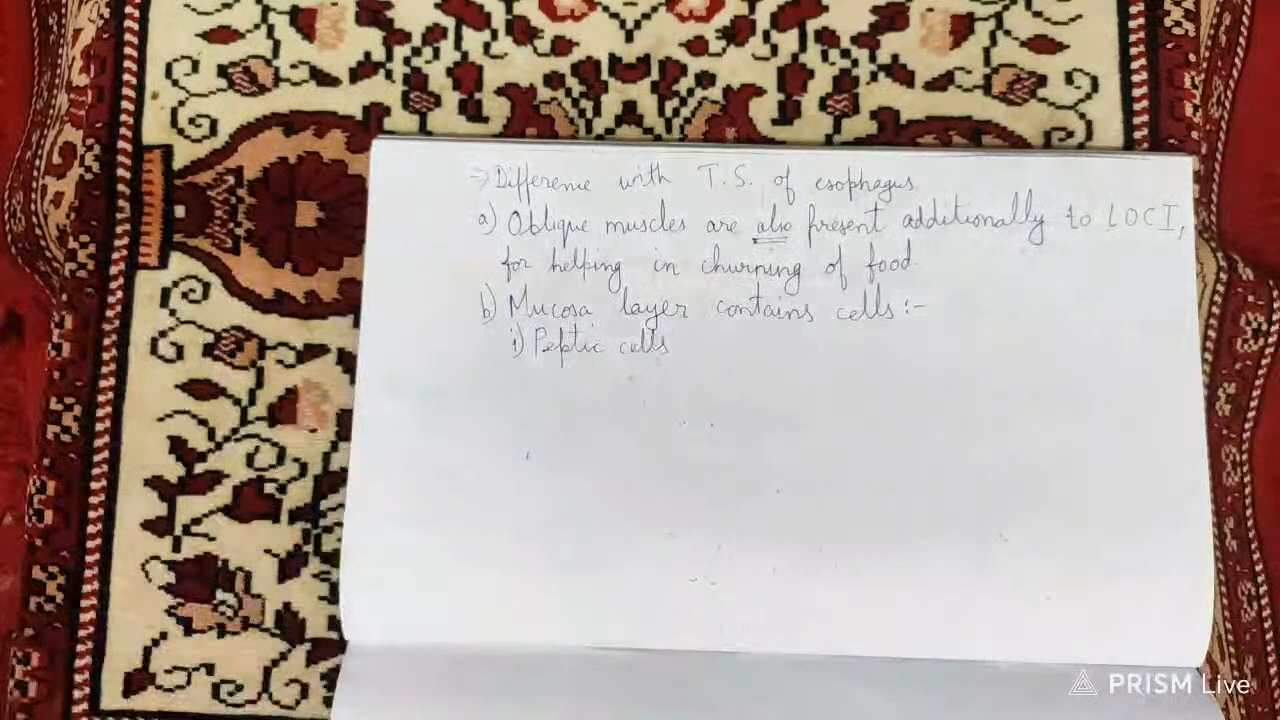 → Difference with T.S. of esophagus
a) Oblique muscles are also present additionally to LOCI,
for helping in churning of food.
b) Mucosa layer contains cells :-
i) Peptic cells
PRISM Live